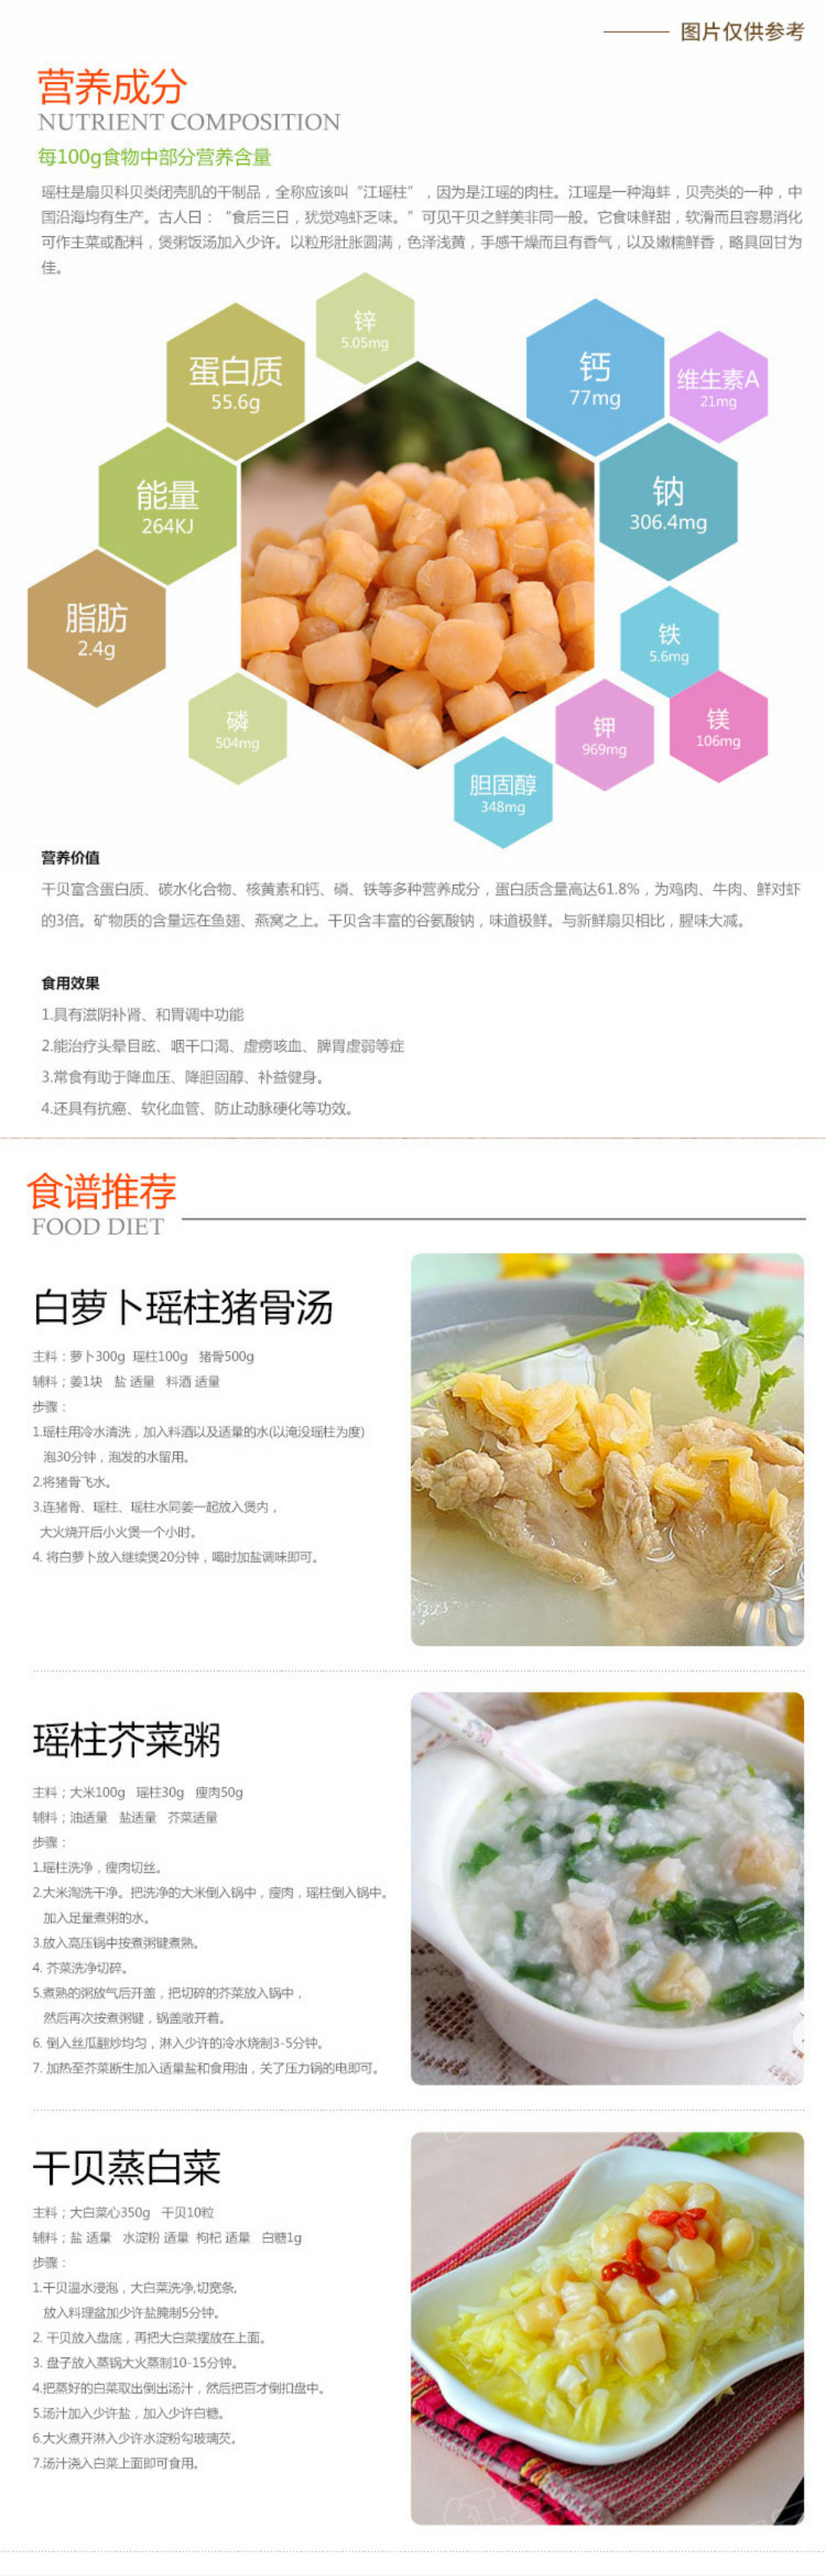 图片仅供参考
营养成分
NUTRIENT COMPOSITION
每100g食物中部分营养含量
瑶柱是扇贝科贝类闭壳肌的干制品，全称应该叫“江瑶柱”，因为是江瑶的肉柱。江瑶是一种海蚌，贝壳类的一种，中
国沿海均有生产。古人曰：“食后三日，犹觉鸡虾乏味。”可见干贝之鲜美非同一般。它食味鲜甜，软滑而且容易消化
可作主菜或配料，煲粥饭汤加入少许。以粒形肚胀圆满，色泽浅黄，手感干燥而且有香气，以及嫩糯鲜香，略具回甘为
佳。
锌
5.05mg
蛋白质
55.6g
钙
77mg
维生素A
21mg
能量
264KJ
钠
306.4mg
脂肪
2.4g
铁
5.6mg
磷
504mg
钾
969mg
镁
106mg
胆固醇
348mg
营养价值
干贝富含蛋白质、碳水化合物、核黄素和钙、磷、铁等多种营养成分，蛋白质含量高达61.8%，为鸡肉、牛肉、鲜对虾
的3倍。矿物质的含量远在鱼翅、燕窝之上。干贝含丰富的谷氨酸钠，味道极鲜。与新鲜扇贝相比，腥味大减。
食用效果
1.具有滋阴补肾、和胃调中功能
2.能治疗头晕目眩、咽干口渴、虚痨咳血、脾胃虚弱等症
3.常食有助于降血压、降胆固醇、补益健身。
4.还具有抗癌、软化血管、防止动脉硬化等功效。
食谱推荐
FOOD DIET
白萝卜瑶柱猪骨汤
主料：萝卜300g 瑶柱100g 猪骨500g
辅料：姜1块 盐 适量 料酒 适量
步骤：
1.瑶柱用冷水清洗，加入料酒以及适量的水(以淹没瑶柱为度)
泡30分钟，泡发的水留用。
2.将猪骨飞水。
3.连猪骨、瑶柱、瑶柱水同姜一起放入煲内，
大火烧开后小火煲一个小时。
4. 将白萝卜放入继续煲20分钟，喝时加盐调味即可。
瑶柱芥菜粥
主料；大米100g 瑶柱30g 瘦肉50g
辅料；油适量 盐适量 芥菜适量
步骤：
1.瑶柱洗净，瘦肉切丝。
2.大米淘洗干净。把洗净的大米倒入锅中，瘦肉，瑶柱倒入锅中。
加入足量煮粥的水。
3.放入高压锅中按煮粥键煮熟。
4. 芥菜洗净切碎。
5.煮熟的粥放气后开盖，把切碎的芥菜放入锅中，
然后再次按煮粥键，锅盖敞开着。
6. 倒入丝瓜翻炒均匀，淋入少许的冷水烧制3-5分钟。
7. 加热至芥菜断生加入适量盐和食用油，关了压力锅的电即可。
干贝蒸白菜
主料；大白菜心350g 干贝10粒
辅料；盐 适量 水淀粉 适量 枸杞 适量 白糖1g
步骤：
1.干贝温水浸泡，大白菜洗净,切宽条,
放入料理盆加少许盐腌制5分钟。
2. 干贝放入盘底，再把大白菜摆放在上面。
3. 盘子放入蒸锅大火蒸制10-15分钟。
4.把蒸好的白菜取出倒出汤汁，然后把百才倒扣盘中。
5.汤汁加入少许盐，加入少许白糖。
6.大火煮开淋入少许水淀粉勾玻璃芡。
7.汤汁浇入白菜上面即可食用。